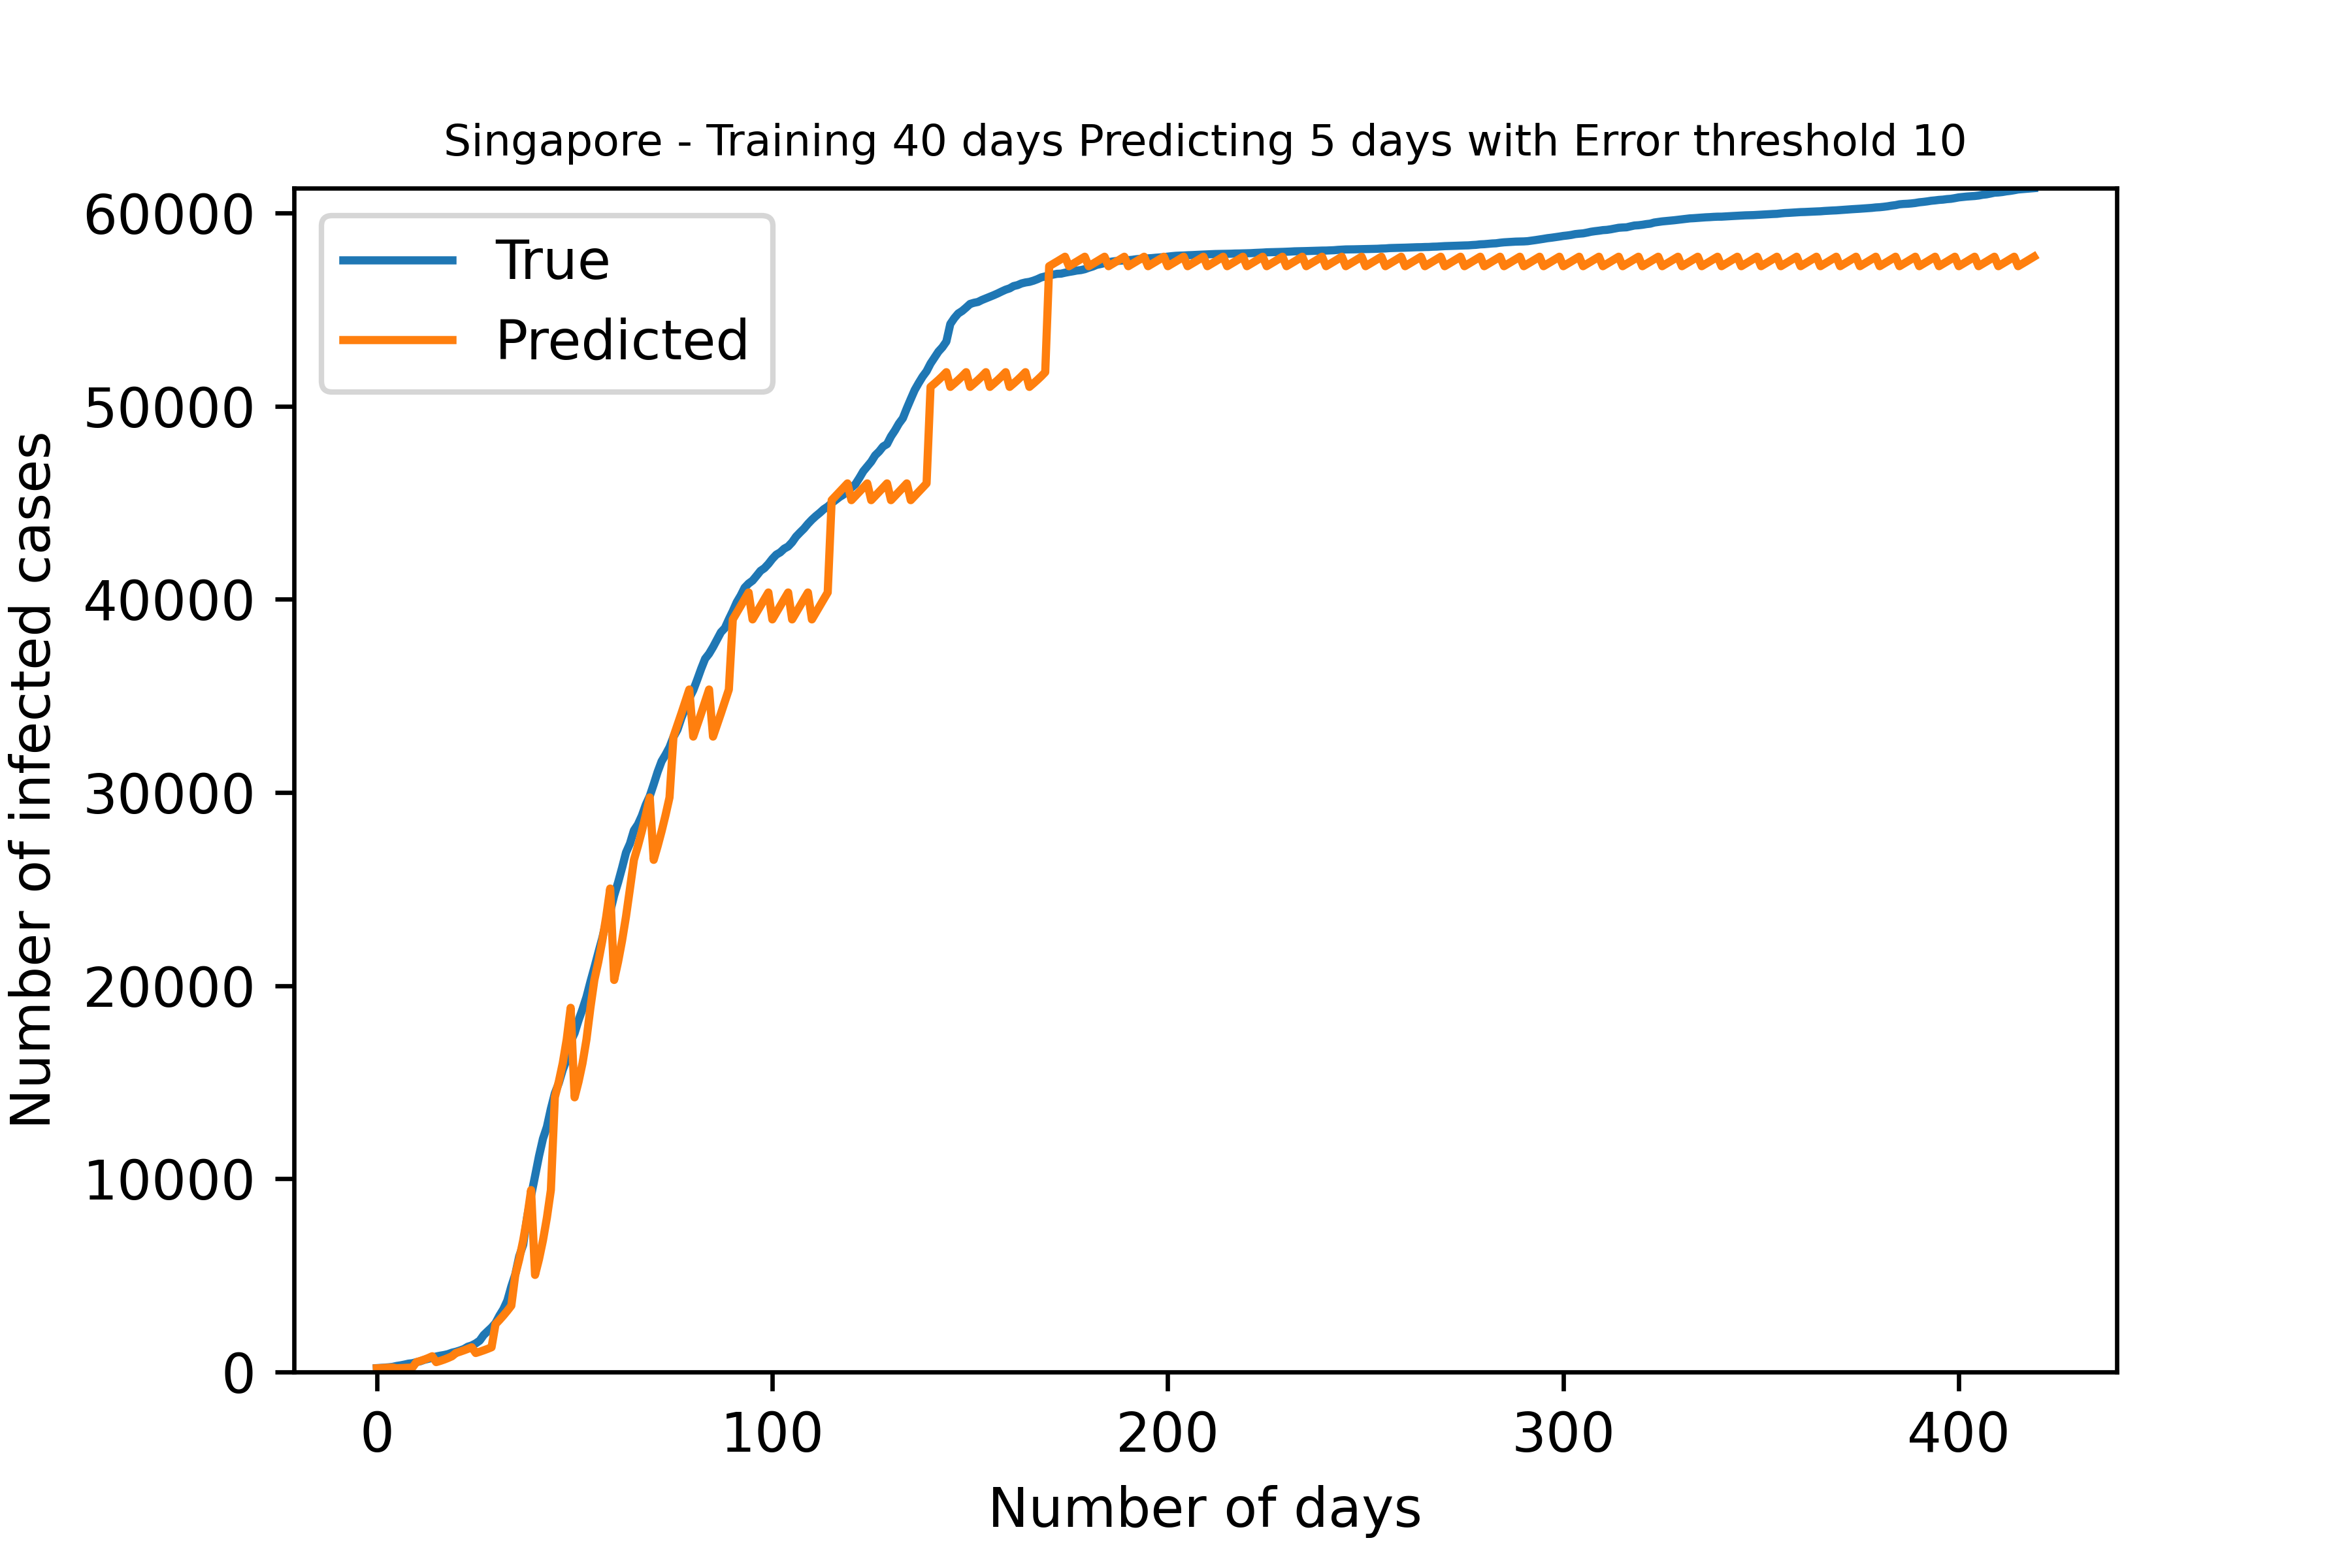 Singapore - Training 40 days Predicting 5 days with Error threshold 10
True
Predicted
60000
50000
40000
30000
20000
10000
0
Number of infected cases
0
100
200
300
400
Number of days